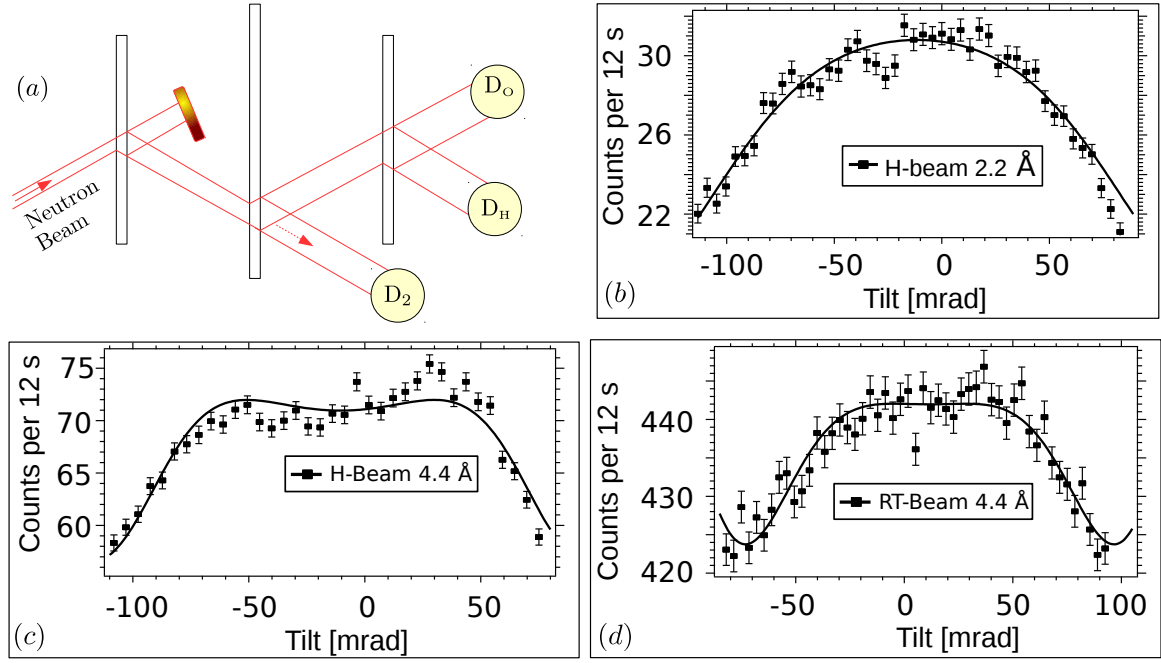 (a)
Neutron
Beam
D_O
D_H
D_2
Counts per 12 s
30
26
22
H-beam 2.2 Å
-100 -50 0 50
Tilt [mrad]
(b)
Counts per 12 s
75
70
65
60
H-Beam 4.4 Å
-100 -50 0 50
Tilt [mrad]
(c)
Counts per 12 s
440
430
420
RT-Beam 4.4 Å
-50 0 50 100
Tilt [mrad]
(d)